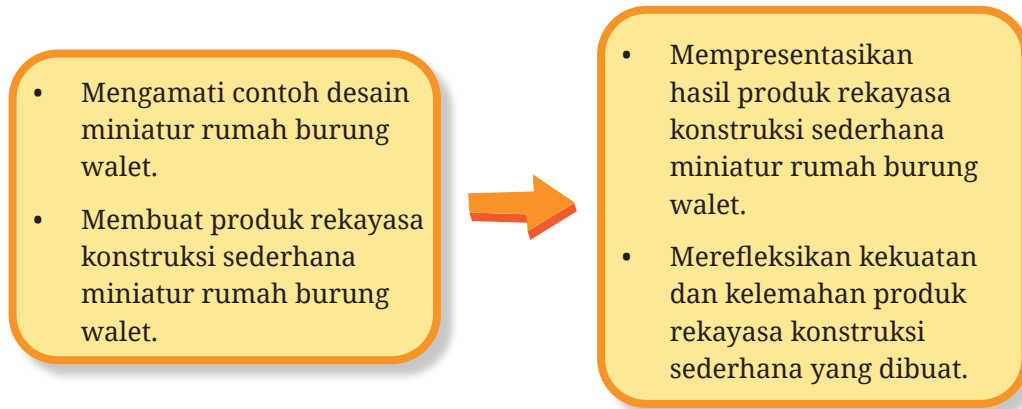 • Mengamati contoh desain
miniatur rumah burung
walet.
• Membuat produk rekayasa
konstruksi sederhana
miniatur rumah burung
walet.
• Mempresentasikan
hasil produk rekayasa
konstruksi sederhana
miniatur rumah burung
walet.
• Merefleksikan kekuatan
dan kelemahan produk
rekayasa konstruksi
sederhana yang dibuat.